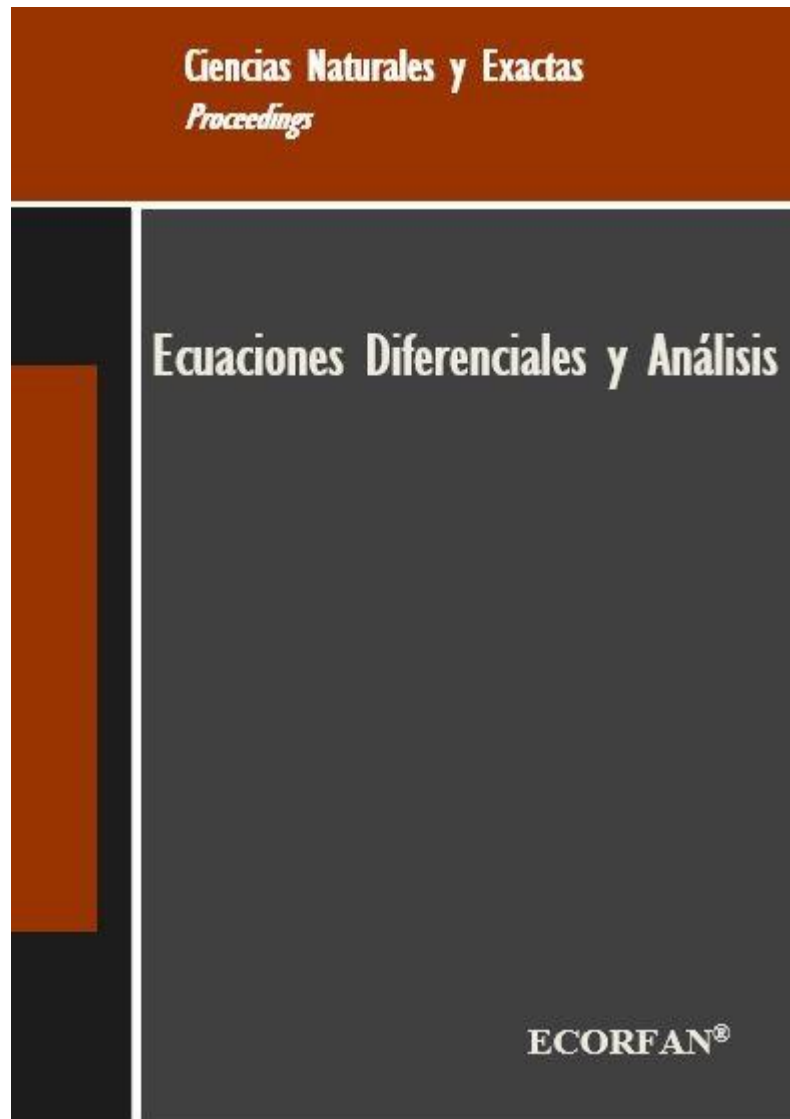 Ciencias Naturales y Exactas
Proceedings
Ecuaciones Diferenciales y Análisis
ECORFAN®